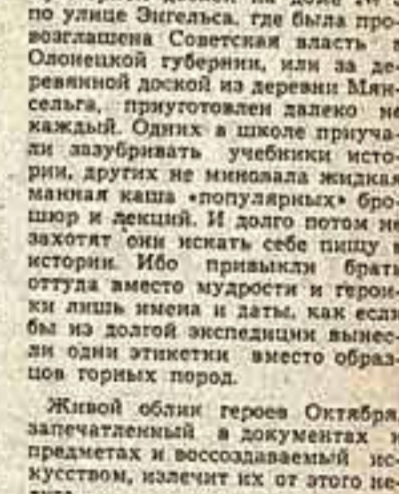 по улице Энгельса, где была про-
возглашена Советская власть в
Олонецкой губернии, или за де-
ревянной доской из деревни Мян-
сельга, приуготовлен далеко не
каждый. Одних в школе приуча-
ли зазубривать учебники исто-
рии, других не миновала жидкая
манная каша «популярных» бро-
шюр и лекций. И долго потом не
захотят они искать себе пищу в
истории. Ибо привыкли брать
оттуда вместо мудрости и герои-
ки лишь имена и даты, как если
бы из долгой экспедиции вынес-
ли одни этикетки вместо образ-
цов горных пород.
Живой облик героев Октября,
запечатленный в документах и
предметах и воссоздаваемый ис-
кусством, излечит их от этого не-